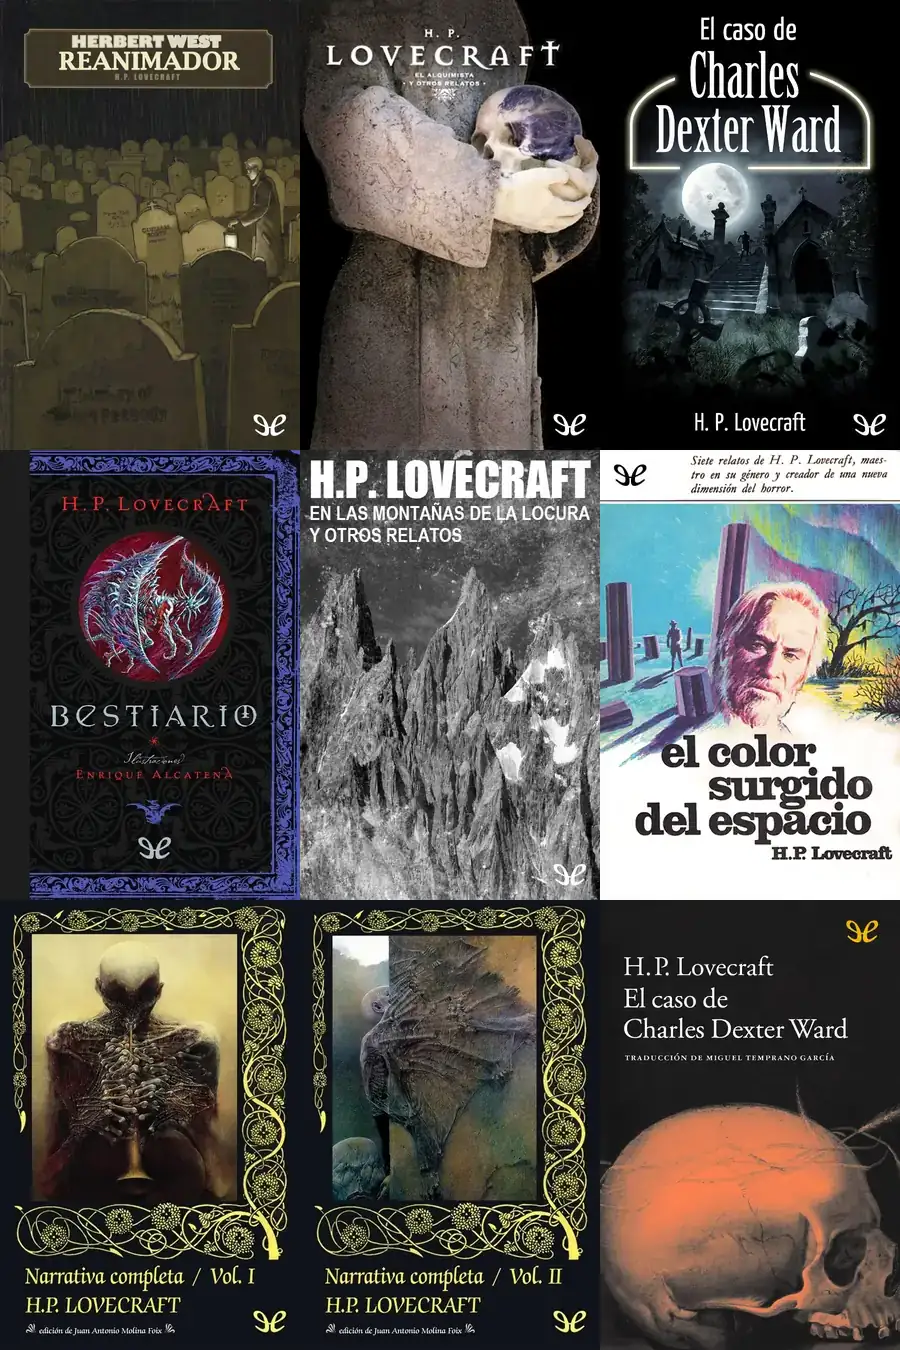 HERBERT WEST
REANIMADOR
H.P. LOVECRAFT
H. P.
LOVECRAFT
EL ALQUIMISTA
Y OTROS RELATOS
El caso de
Charles
Dexter Ward
H. P. Lovecraft
H. P. LOVECRAFT
BESTIARIO
Ilustraciones
ENRIQUE ALCATENA
H.P. LOVECRAFT
EN LAS MONTAÑAS DE LA LOCURA
Y OTROS RELATOS
Siete relatos de H. P. Lovecraft, maes-
tro en su género y creador de una nueva
dimensión del horror.
el color
surgido
del espacio
H.P. Lovecraft
Narrativa completa / Vol. I
H.P. LOVECRAFT
edición de Juan Antonio Molina Foix
Narrativa completa / Vol. II
H.P. LOVECRAFT
edición de Juan Antonio Molina Foix
H.P. Lovecraft
El caso de
Charles Dexter Ward
TRADUCCIÓN DE MIGUEL TEMPRANO GARCÍA